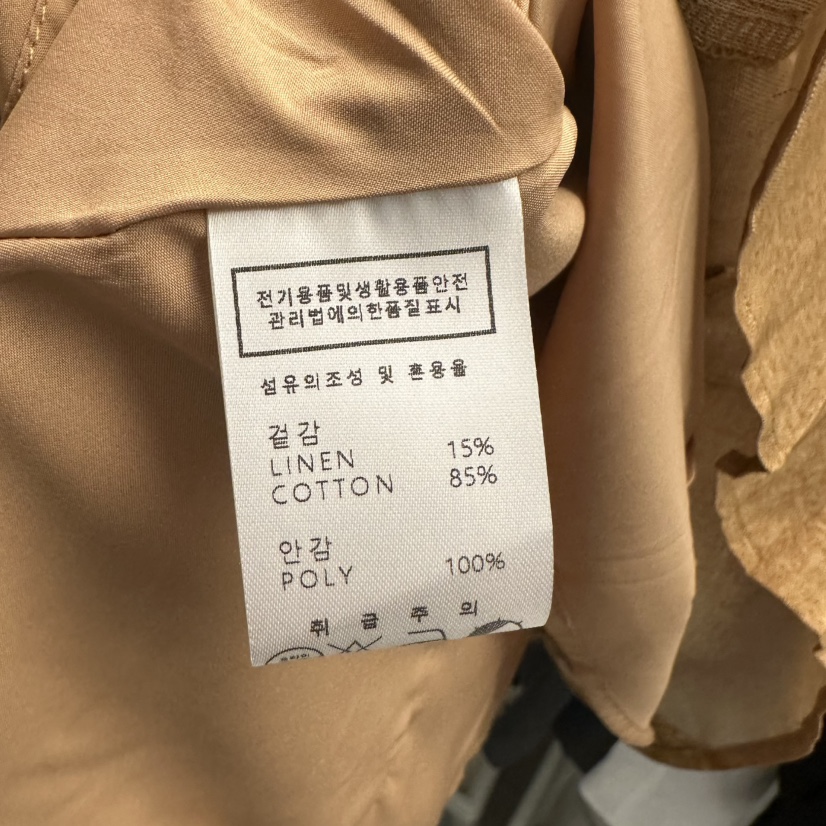 전기용품및생활용품안전
관리법에의한품질표시
섬유의조성 및 혼용율
겉감
LINEN 15%
COTTON 85%
안감
POLY 100%
취급주의